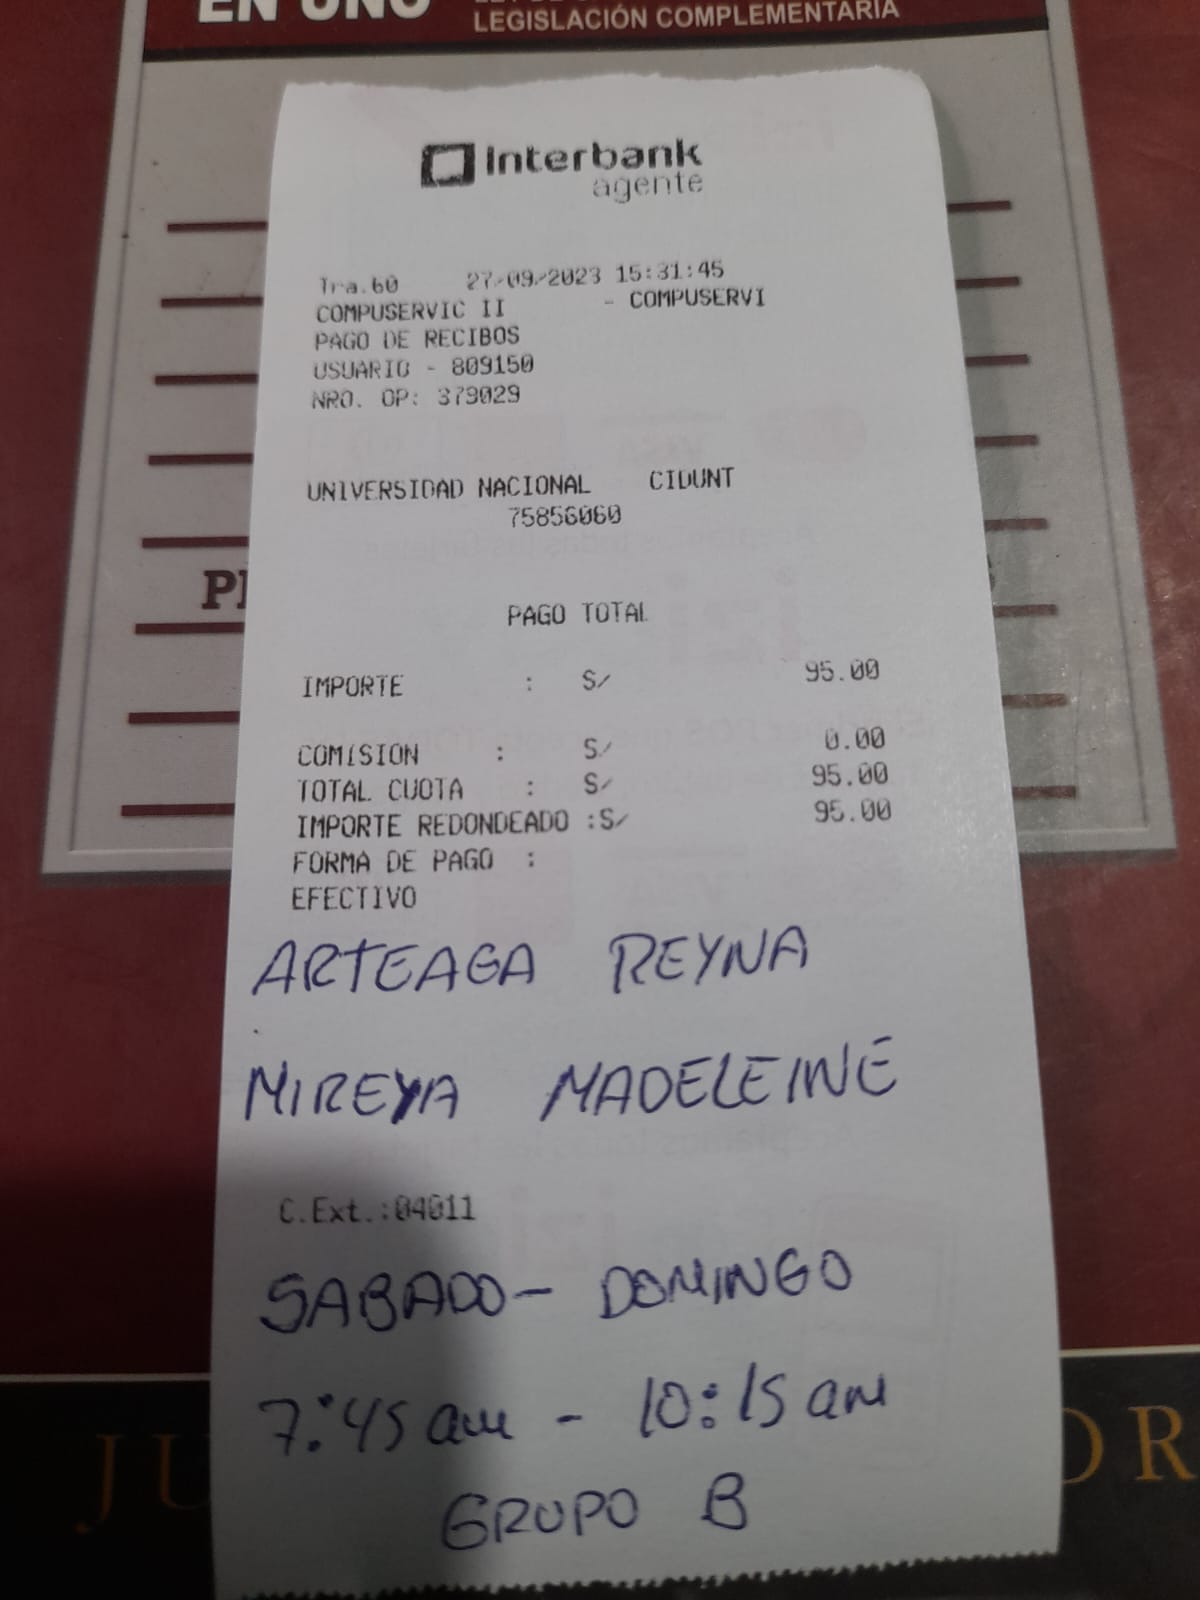 EN UNO
LEGISLACIÓN COMPLEMENTARIA
Interbank
agente
Tra.60 27/09/2023 15:31:45
COMPUSERVIC II - COMPUSERVI
PAGO DE RECIBOS
USUARIO - 809150
NRO. OP: 379029
UNIVERSIDAD NACIONAL CIDUNT
75856060
PAGO TOTAL
IMPORTE : S/ 95.00
COMISION : S/ 0.00
TOTAL CUOTA : S/ 95.00
IMPORTE REDONDEADO :S/ 95.00
FORMA DE PAGO :
EFECTIVO
ARTEAGA REYNA
MIREYA MADELEINE
C.Ext.:04011
SABADO - DOMINGO
7:45 am - 10:15 am
GRUPO B